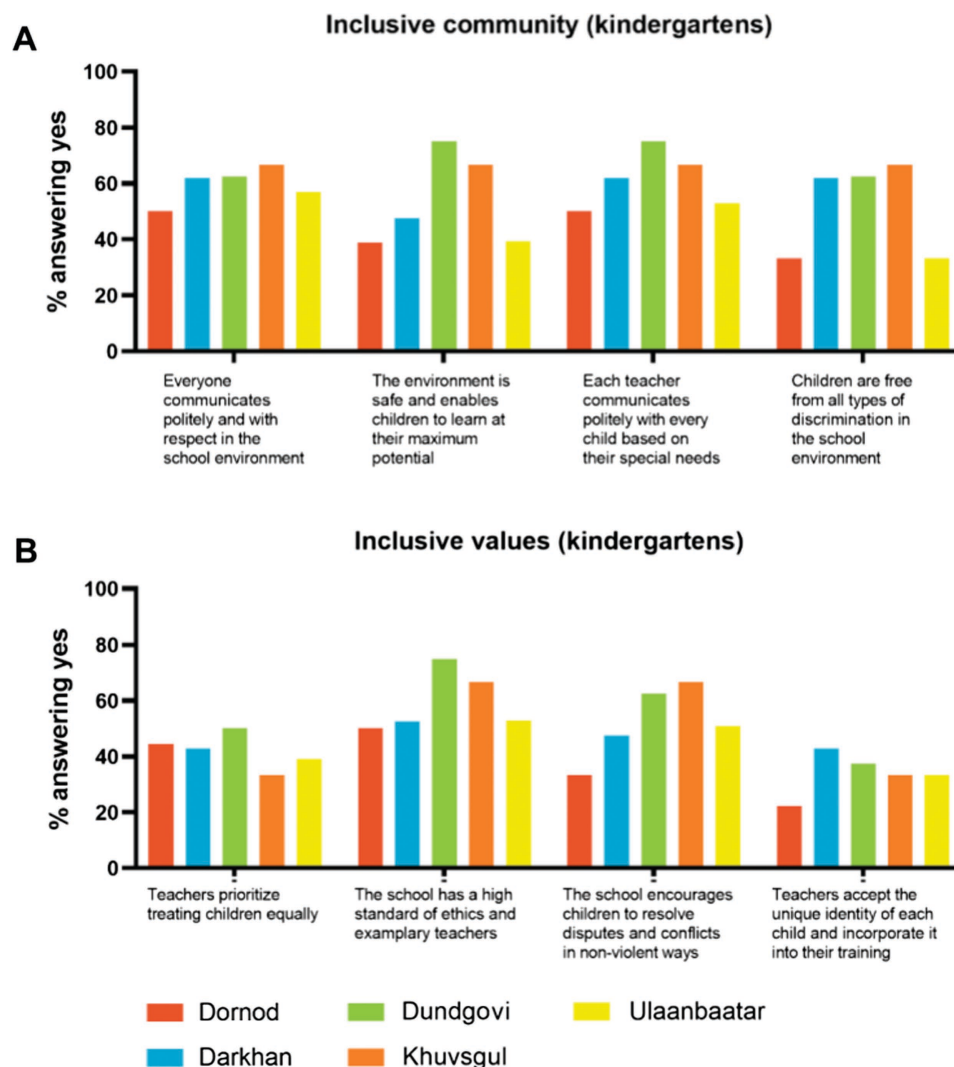 A
Inclusive community (kindergartens)
% answering yes
100
80
60
40
20
0
Everyone
communicates
politely and with
respect in the
school environment
The environment is
safe and enables
children to learn at
their maximum
potential
Each teacher
communicates
politely with every
child based on
their special needs
Children are free
from all types of
discrimination in
the school
environment
B
Inclusive values (kindergartens)
% answering yes
100
80
60
40
20
0
Teachers prioritize
treating children equally
The school has a high
standard of ethics and
examplary teachers
The school encourages
children to resolve
disputes and conflicts
in non-violent ways
Teachers accept the
unique identity of each
child and incorporate it
into their training
Dornod
Dundgovi
Ulaanbaatar
Darkhan
Khuvsgul